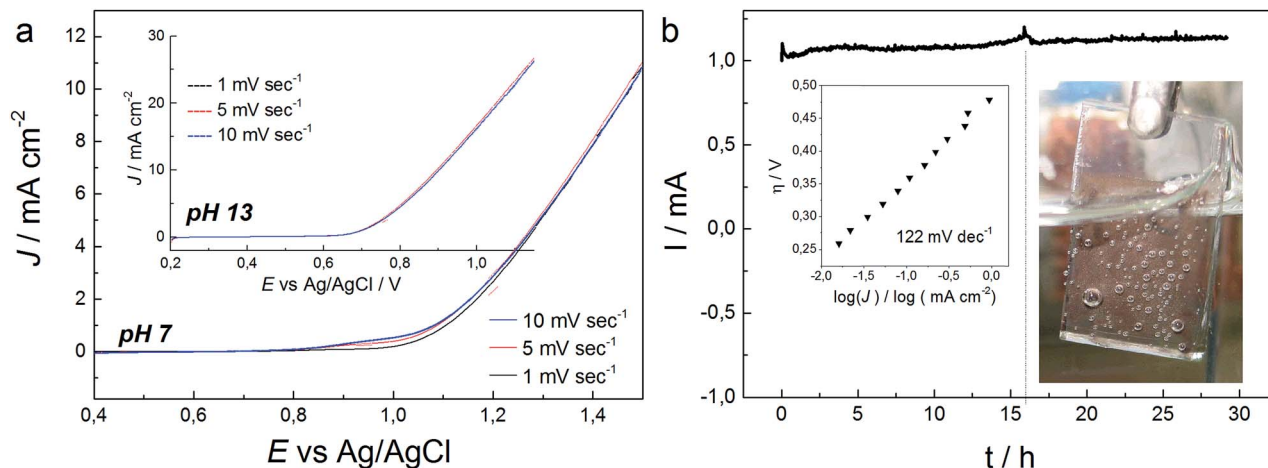 a
J / mA cm-2
12
10
8
6
4
2
0
0,4
0,6
0,8
1,0
1,2
1,4
E vs Ag/AgCl
J / mA cm-2
30
20
10
0
0,2
0,4
0,6
0,8
1,0
E vs Ag/AgCl / V
1 mV sec-1
5 mV sec-1
10 mV sec-1
pH 13
pH 7
10 mV sec-1
5 mV sec-1
1 mV sec-1
b
I / mA
1,0
0,5
0,0
-0,5
-1,0
0
5
10
15
20
25
30
t / h
η / V
0,50
0,45
0,40
0,35
0,30
0,25
-2,0
-1,5
-1,0
-0,5
0,0
log(J ) / log ( mA cm-2)
122 mV dec-1